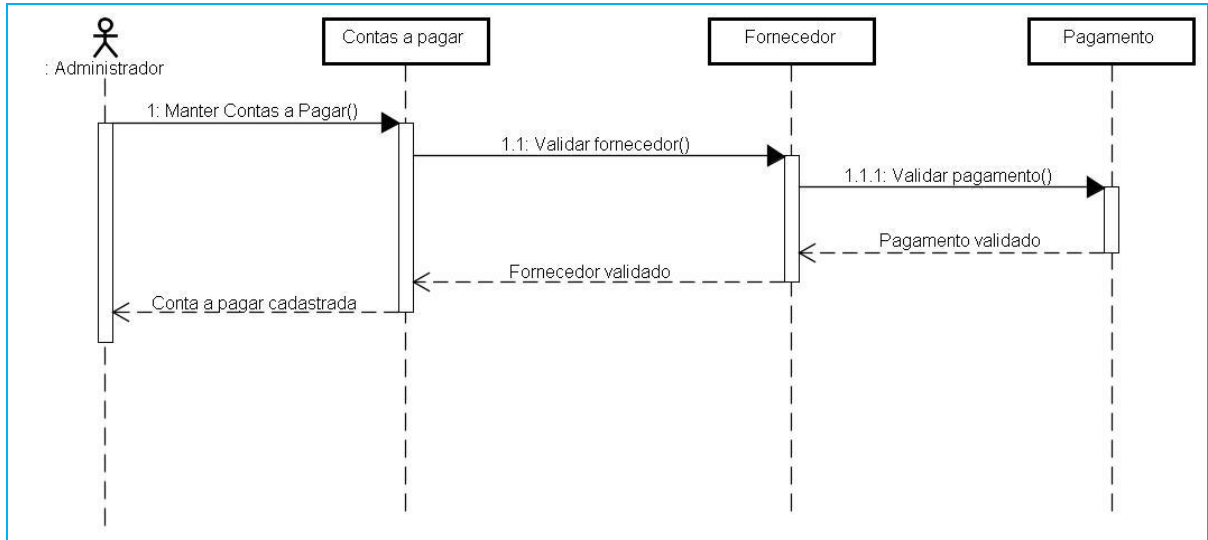 : Administrador
Contas a pagar
Fornecedor
Pagamento
1: Manter Contas a Pagar()
1.1: Validar fornecedor()
1.1.1: Validar pagamento()
Pagamento validado
Fornecedor validado
Conta a pagar cadastrada